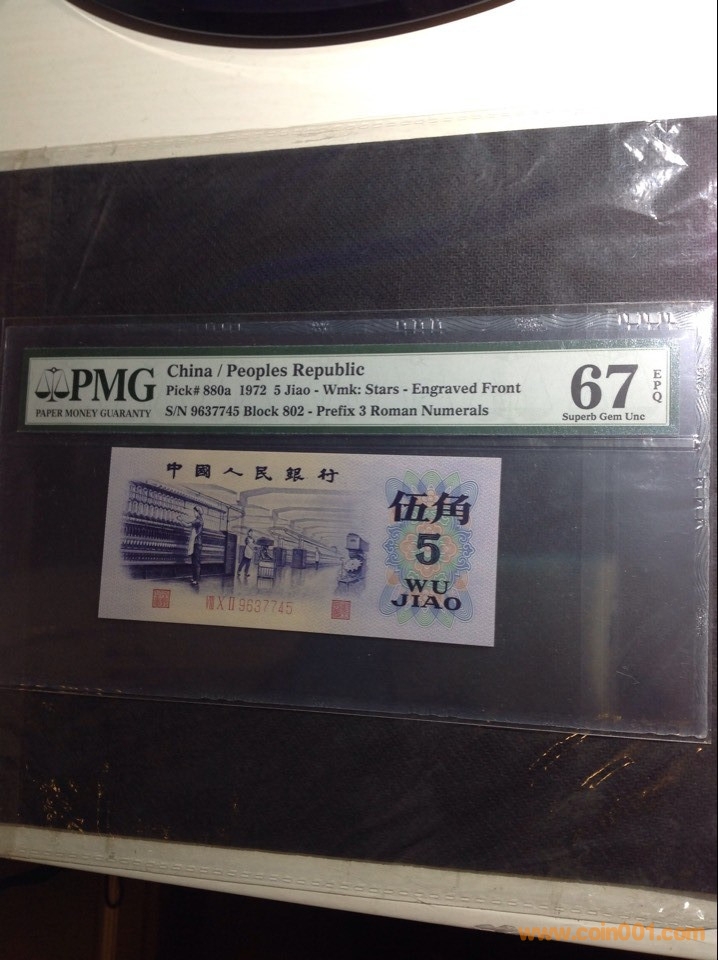 PMG
PAPER MONEY GUARANTY
China / Peoples Republic
Pick# 880a 1972 5 Jiao - Wmk: Stars - Engraved Front
S/N 9637745 Block 802 - Prefix 3 Roman Numerals
67
Superb Gem Unc
EPQ
中國人民銀行
伍角
5
WU
JIAO
VIII X II 9637745
www.coin001.com